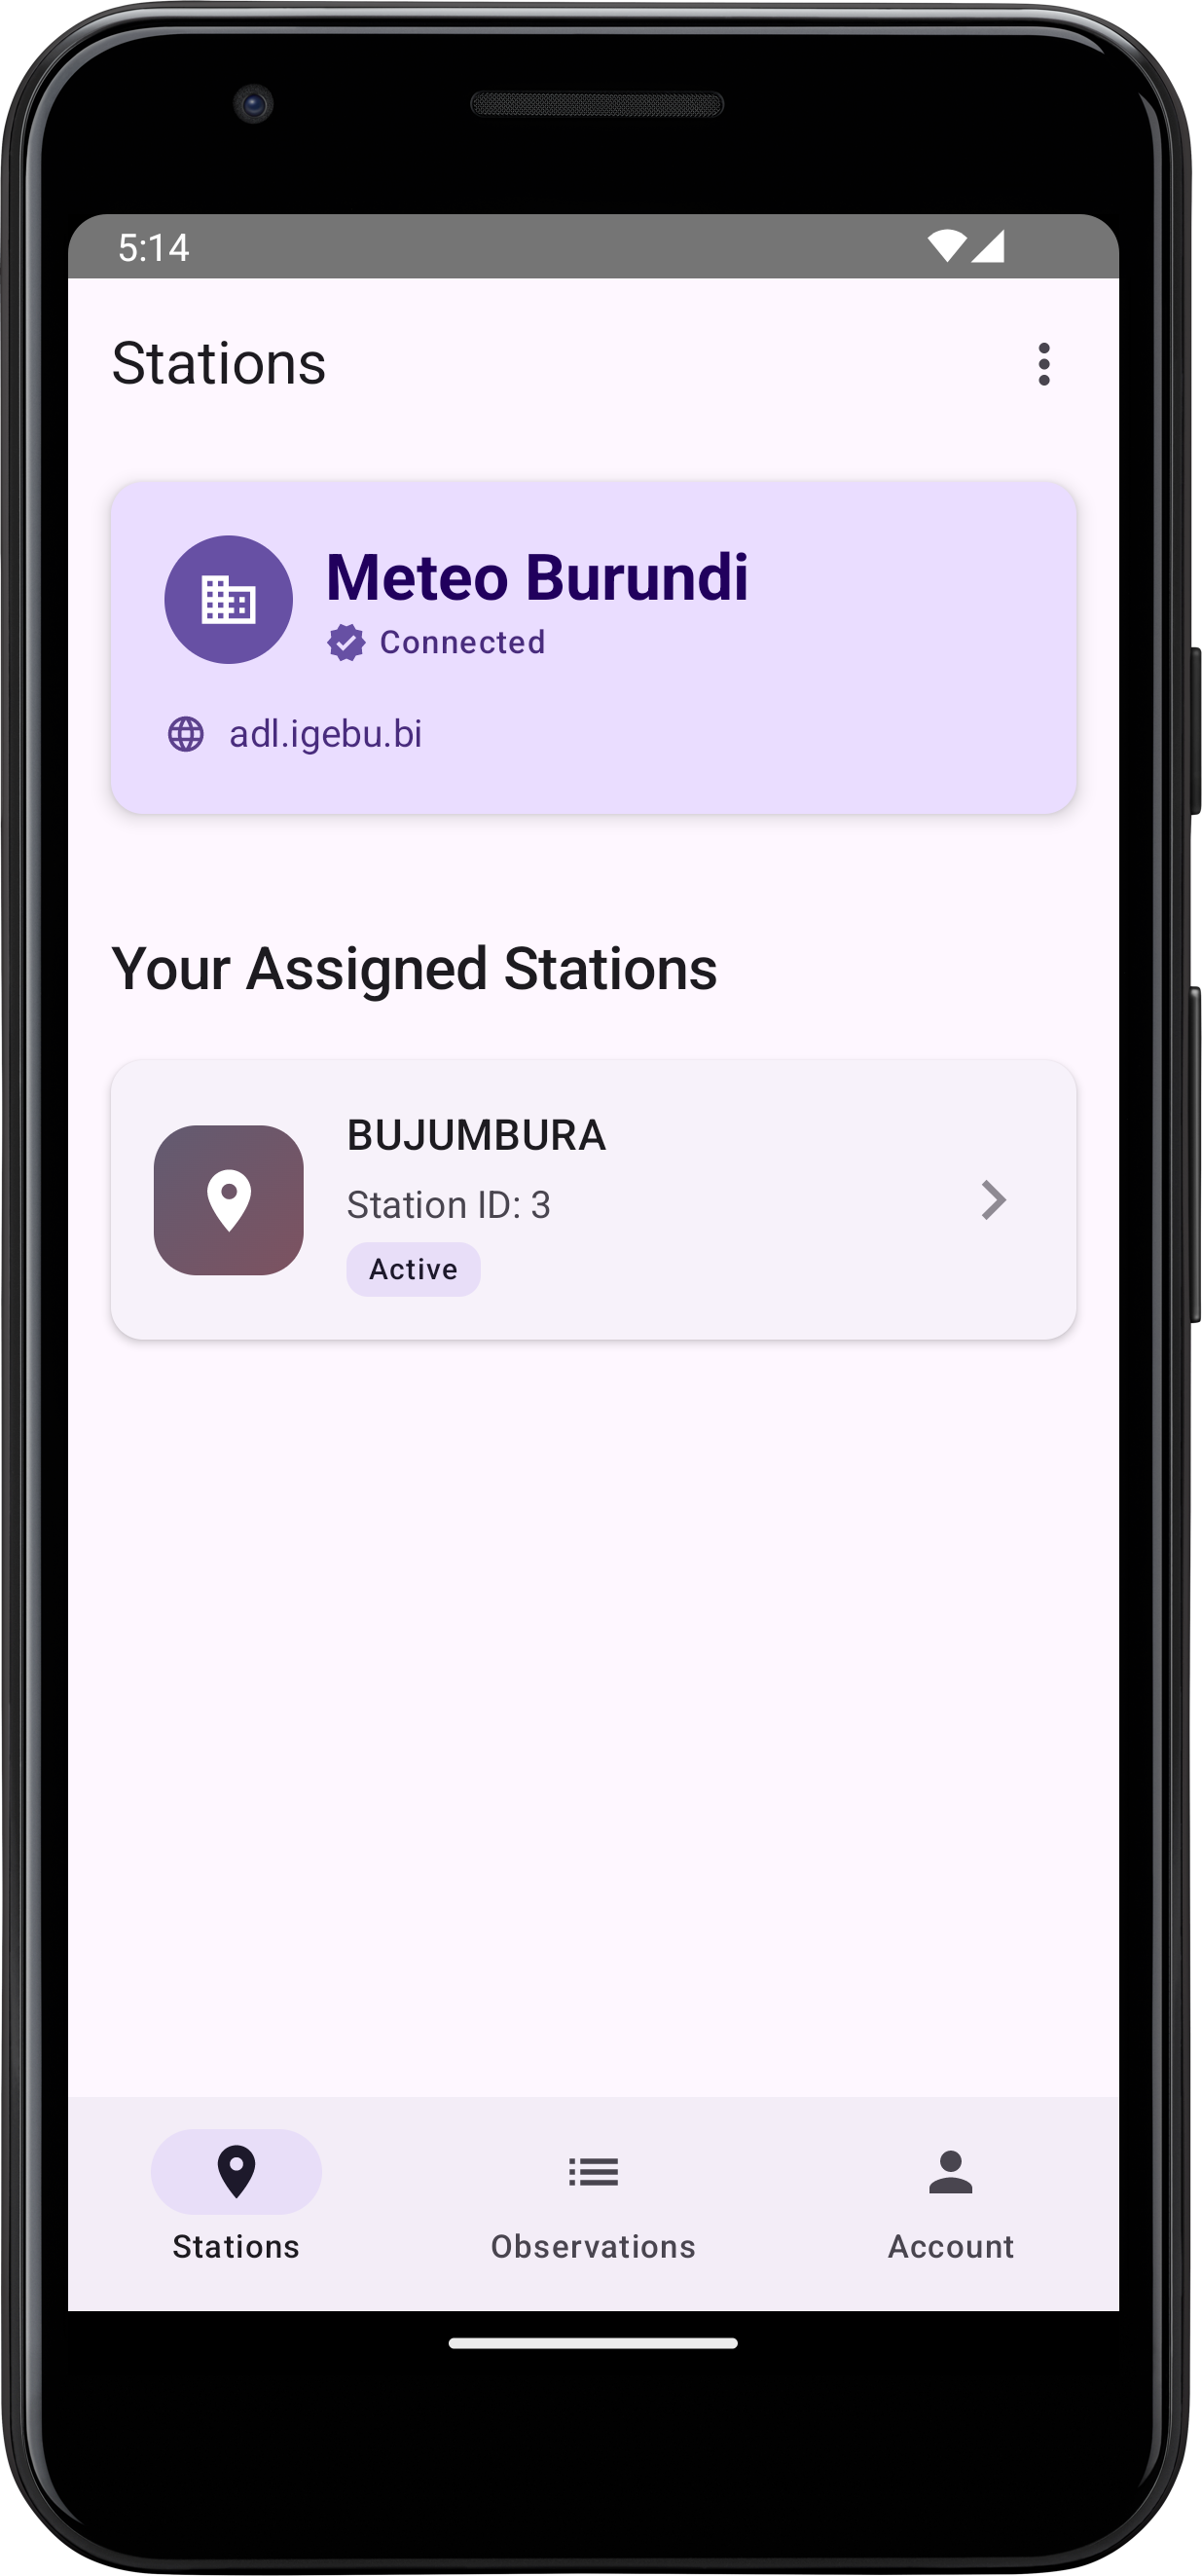 5:14
Stations
Meteo Burundi
Connected
adl.igebu.bi
Your Assigned Stations
BUJUMBURA
Station ID: 3
Active
Stations
Observations
Account